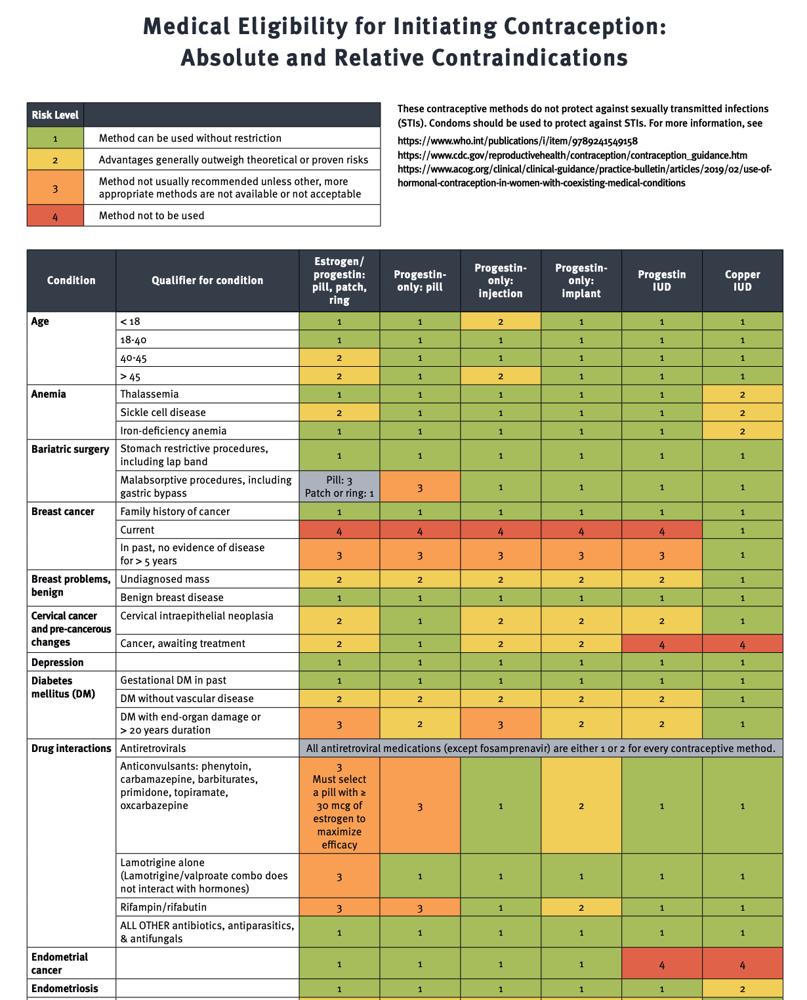 Medical Eligibility for Initiating Contraception:
Absolute and Relative Contraindications
Risk Level
1 Method can be used without restriction
2 Advantages generally outweigh theoretical or proven risks
3 Method not usually recommended unless other, more
appropriate methods are not available or not acceptable
4 Method not to be used
These contraceptive methods do not protect against sexually transmitted infections
(STIs). Condoms should be used to protect against STIs. For more information, see
https://www.who.int/publications/i/item/9789241549158
https://www.cdc.gov/reproductivehealth/contraception/contraception_guidance.htm
https://www.acog.org/clinical/clinical-guidance/practice-bulletin/articles/2019/02/use-of-
hormonal-contraception-in-women-with-coexisting-medical-conditions
Condition
Qualifier for condition
Estrogen/
progestin:
pill, patch,
ring
Progestin-
only: pill
Progestin-
only:
injection
Progestin-
only:
implant
Progestin
IUD
Copper
IUD
Age
< 18 1 1 2 1 1 1
18-40 1 1 1 1 1 1
40-45 2 1 1 1 1 1
> 45 2 1 2 1 1 1
Anemia
Thalassemia 1 1 1 1 1 2
Sickle cell disease 2 1 1 1 1 2
Iron-deficiency anemia 1 1 1 1 1 2
Bariatric surgery
Stomach restrictive procedures,
including lap band
1 1 1 1 1 1
Malabsorptive procedures, including
gastric bypass
Pill: 3
Patch or ring: 1
3 1 1 1 1
Breast cancer
Family history of cancer 1 1 1 1 1 1
Current 4 4 4 4 4 1
In past, no evidence of disease
for > 5 years
3 3 3 3 3 1
Breast problems,
benign
Undiagnosed mass 2 2 2 2 2 1
Benign breast disease 1 1 1 1 1 1
Cervical cancer
and pre-cancerous
changes
Cervical intraepithelial neoplasia 2 1 2 2 2 1
Cancer, awaiting treatment 2 1 2 2 4 4
Depression 1 1 1 1 1 1
Diabetes
mellitus (DM)
Gestational DM in past 1 1 1 1 1 1
DM without vascular disease 2 2 2 2 2 1
DM with end-organ damage or
> 20 years duration
3 2 3 2 2 1
Drug interactions
Antiretrovirals All antiretroviral medications (except fosamprenavir) are either 1 or 2 for every contraceptive method.
Anticonvulsants: phenytoin,
carbamazepine, barbiturates,
primidone, topiramate,
oxcarbazepine
3
Must select
a pill with ≥
30 mcg of
estrogen to
maximize
efficacy
3 1 2 1 1
Lamotrigine alone
(Lamotrigine/valproate combo does
not interact with hormones)
3 1 1 1 1 1
Rifampin/rifabutin 3 3 1 2 1 1
ALL OTHER antibiotics, antiparasitics,
& antifungals
1 1 1 1 1 1
Endometrial
cancer
1 1 1 1 4 4
Endometriosis 1 1 1 1 1 2